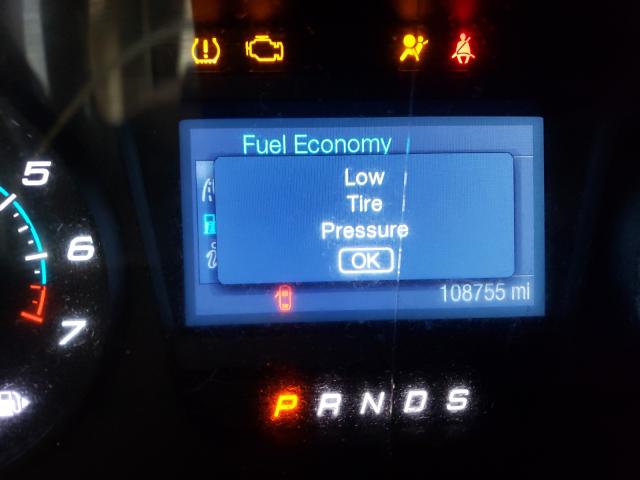 Fuel Economy
Low
Tire
Pressure
OK
108755 mi
5
6
7
P R N D S